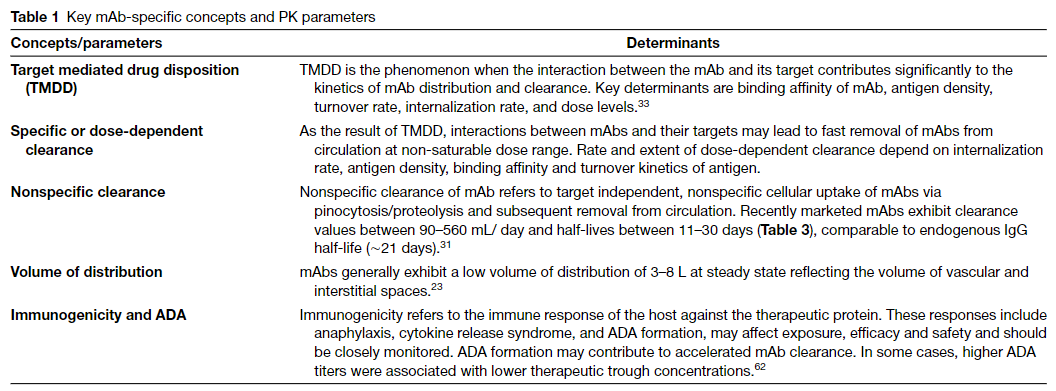 Table 1 Key mAb-specific concepts and PK parameters
Concepts/parameters Determinants
Target mediated drug disposition TMDD is the phenomenon when the interaction between the mAb and its target contributes significantly to the
(TMDD) kinetics of mAb distribution and clearance. Key determinants are binding affinity of mAb, antigen density,
turnover rate, internalization rate, and dose levels.33
Specific or dose-dependent As the result of TMDD, interactions between mAbs and their targets may lead to fast removal of mAbs from
clearance circulation at non-saturable dose range. Rate and extent of dose-dependent clearance depend on internalization
rate, antigen density, binding affinity and turnover kinetics of antigen.
Nonspecific clearance Nonspecific clearance of mAb refers to target independent, nonspecific cellular uptake of mAbs via
pinocytosis/proteolysis and subsequent removal from circulation. Recently marketed mAbs exhibit clearance
values between 90–560 mL/ day and half-lives between 11–30 days (Table 3), comparable to endogenous IgG
half-life (~21 days).31
Volume of distribution mAbs generally exhibit a low volume of distribution of 3–8 L at steady state reflecting the volume of vascular and
interstitial spaces.23
Immunogenicity and ADA Immunogenicity refers to the immune response of the host against the therapeutic protein. These responses include
anaphylaxis, cytokine release syndrome, and ADA formation, may affect exposure, efficacy and safety and should
be closely monitored. ADA formation may contribute to accelerated mAb clearance. In some cases, higher ADA
titers were associated with lower therapeutic trough concentrations.62